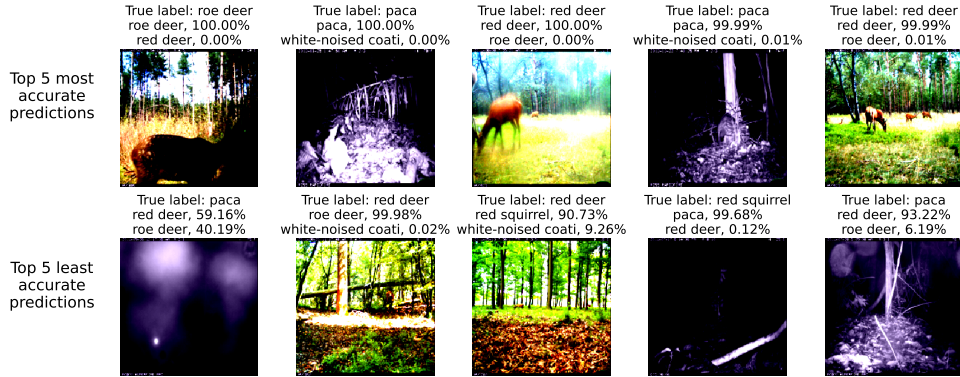 Top 5 most
accurate
predictions
True label: roe deer
roe deer, 100.00%
red deer, 0.00%
True label: paca
paca, 100.00%
white-noised coati, 0.00%
True label: red deer
red deer, 100.00%
roe deer, 0.00%
True label: paca
paca, 99.99%
white-noised coati, 0.01%
True label: red deer
red deer, 99.99%
roe deer, 0.01%
Top 5 least
accurate
predictions
True label: paca
red deer, 59.16%
roe deer, 40.19%
True label: red deer
roe deer, 99.98%
white-noised coati, 0.02%
True label: red deer
red squirrel, 90.73%
white-noised coati, 9.26%
True label: red squirrel
paca, 99.68%
red deer, 0.12%
True label: paca
red deer, 93.22%
roe deer, 6.19%